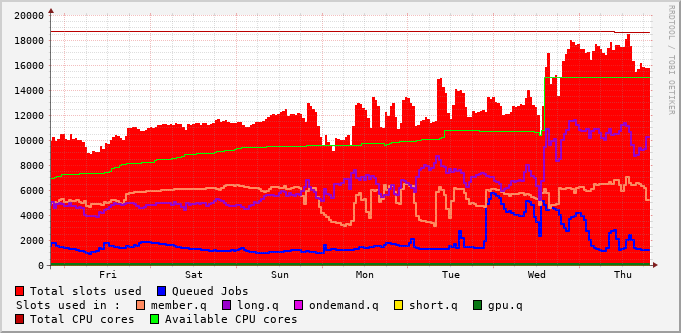 20000
18000
16000
14000
12000
10000
8000
6000
4000
2000
0
Fri Sat Sun Mon Tue Wed Thu
RRDTOOL / TOBI OETIKER
Total slots used Queued Jobs
Slots used in : member.q long.q ondemand.q short.q gpu.q
Total CPU cores Available CPU cores